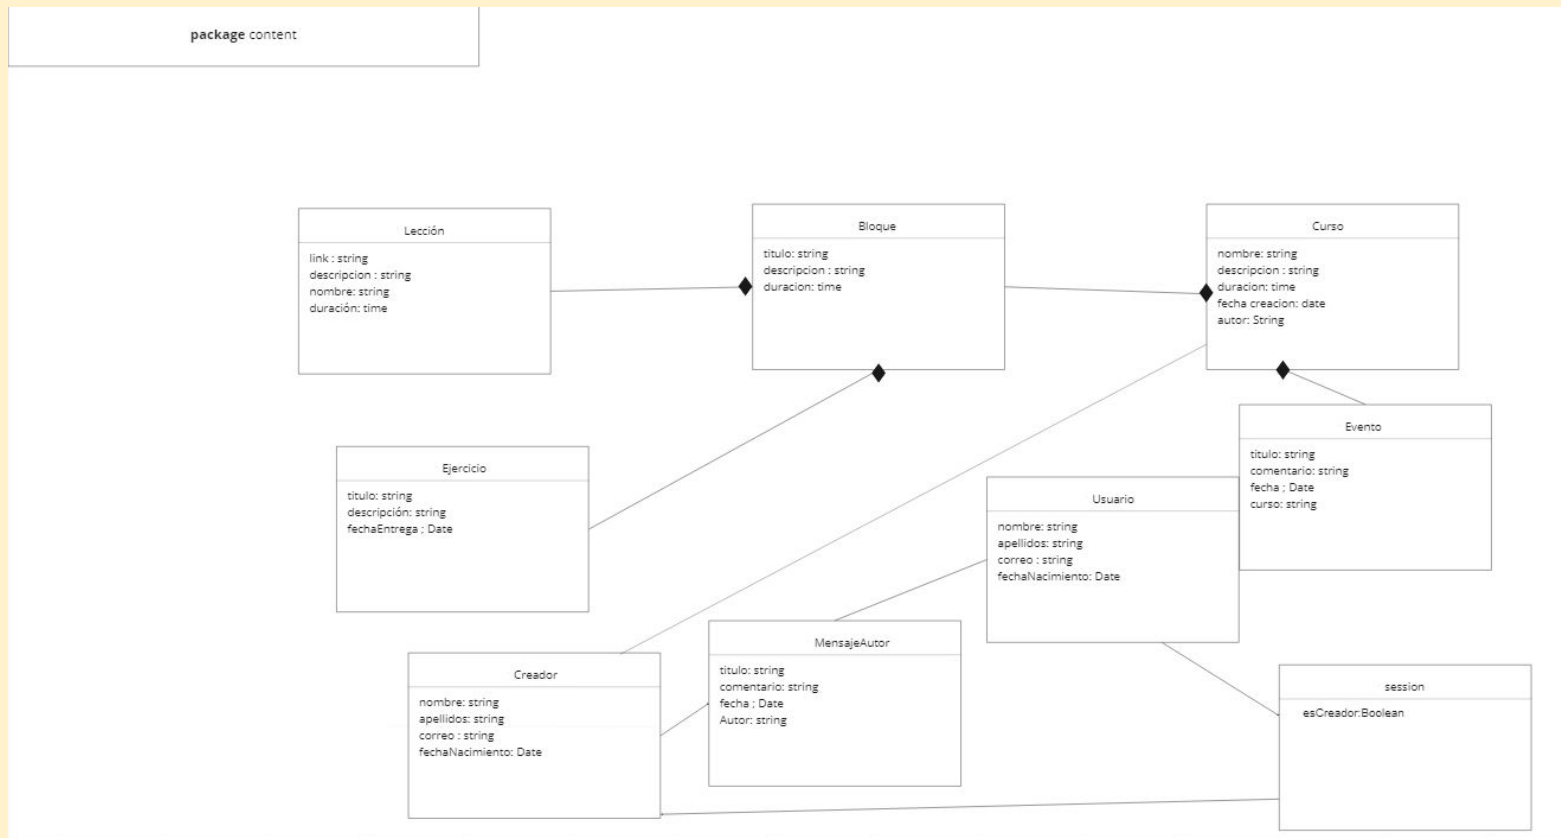 package content
Lección
link : string
descripcion : string
nombre: string
duración: time
Bloque
titulo: string
descripcion : string
duracion: time
Curso
nombre: string
descripcion : string
duracion: time
fecha creacion: date
autor: String
Ejercicio
titulo: string
descripción: string
fechaEntrega ; Date
Evento
titulo: string
comentario: string
fecha ; Date
curso: string
Usuario
nombre: string
apellidos: string
correo : string
fechaNacimiento: Date
Creador
nombre: string
apellidos: string
correo : string
fechaNacimiento: Date
MensajeAutor
titulo: string
comentario: string
fecha ; Date
Autor: string
session
esCreador:Boolean